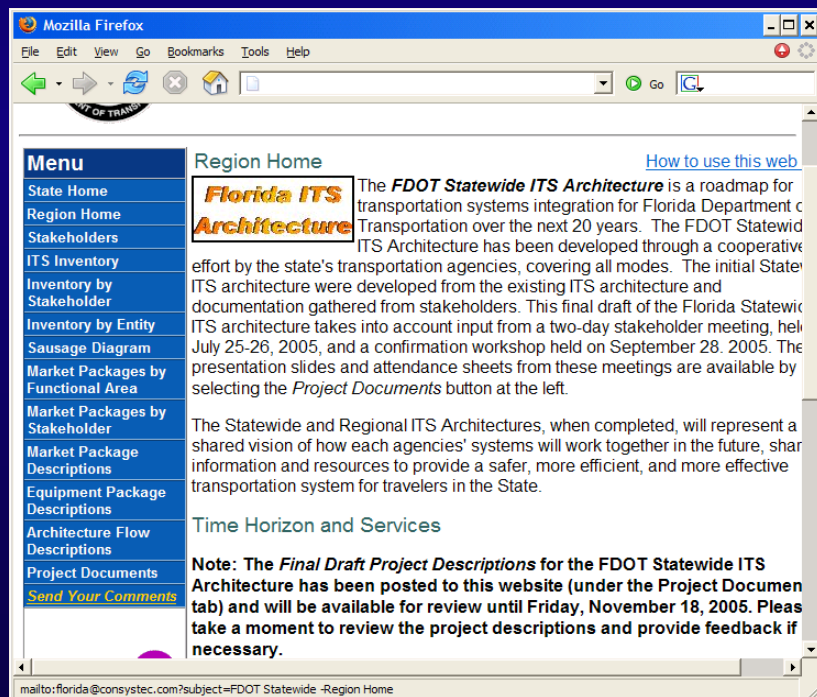 Mozilla Firefox
File Edit View Go Bookmarks Tools Help
Go G
OF TRANS
Menu
State Home
Region Home
Stakeholders
ITS Inventory
Inventory by
Stakeholder
Inventory by Entity
Sausage Diagram
Market Packages by
Functional Area
Market Packages by
Stakeholder
Market Package
Descriptions
Equipment Package
Descriptions
Architecture Flow
Descriptions
Project Documents
Send Your Comments
Region Home
How to use this web
Florida ITS
Architecture
The FDOT Statewide ITS Architecture is a roadmap for
transportation systems integration for Florida Department
Transportation over the next 20 years. The FDOT Statewid
ITS Architecture has been developed through a cooperative
effort by the state's transportation agencies, covering all modes. The initial State
ITS architecture were developed from the existing ITS architecture and
documentation gathered from stakeholders. This final draft of the Florida Statewid
ITS architecture takes into account input from a two-day stakeholder meeting, hel
July 25-26, 2005, and a confirmation workshop held on September 28. 2005. The
presentation slides and attendance sheets from these meetings are available by
selecting the Project Documents button at the left.
The Statewide and Regional ITS Architectures, when completed, will represent a
shared vision of how each agencies' systems will work together in the future, shar
information and resources to provide a safer, more efficient, and more effective
transportation system for travelers in the State.
Time Horizon and Services
Note: The Final Draft Project Descriptions for the FDOT Statewide ITS
Architecture has been posted to this website (under the Project Documen
tab) and will be available for review until Friday, November 18, 2005. Pleas
take a moment to review the project descriptions and provide feedback if
necessary.
mailto:florida@consystec.com?subject=FDOT Statewide -Region Home